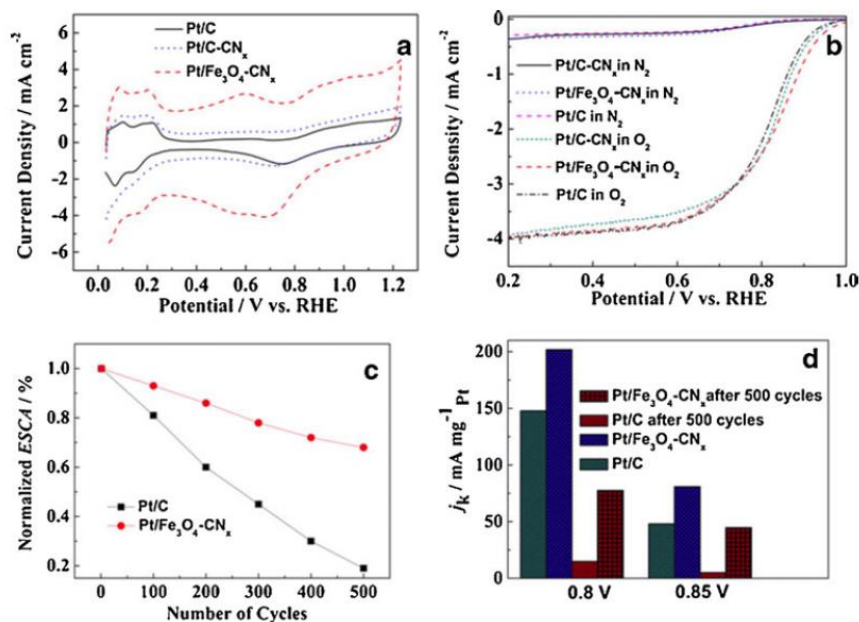 Pt/C
Pt/C-CNx
Pt/Fe3O4-CNx
a
Current Density / mA cm-2
6
4
2
0
-2
-4
-6
0.0 0.2 0.4 0.6 0.8 1.0 1.2
Potential / V vs. RHE
b
Pt/C-CNx in N2
Pt/Fe3O4-CNx in N2
Pt/C in N2
Pt/C-CNx in O2
Pt/Fe3O4-CNx in O2
Pt/C in O2
Current Desnsity / mA cm-2
0
-1
-2
-3
-4
0.2 0.4 0.6 0.8 1.0
Potential / V vs. RHE
c
Normalized ESCA / %
1.0
0.8
0.6
0.4
0.2
Pt/C
Pt/Fe3O4-CNx
0 100 200 300 400 500
Number of Cycles
d
jk / mA mg-1 Pt
200
150
100
50
0
Pt/Fe3O4-CNx after 500 cycles
Pt/C after 500 cycles
Pt/Fe3O4-CNx
Pt/C
0.8 V 0.85 V